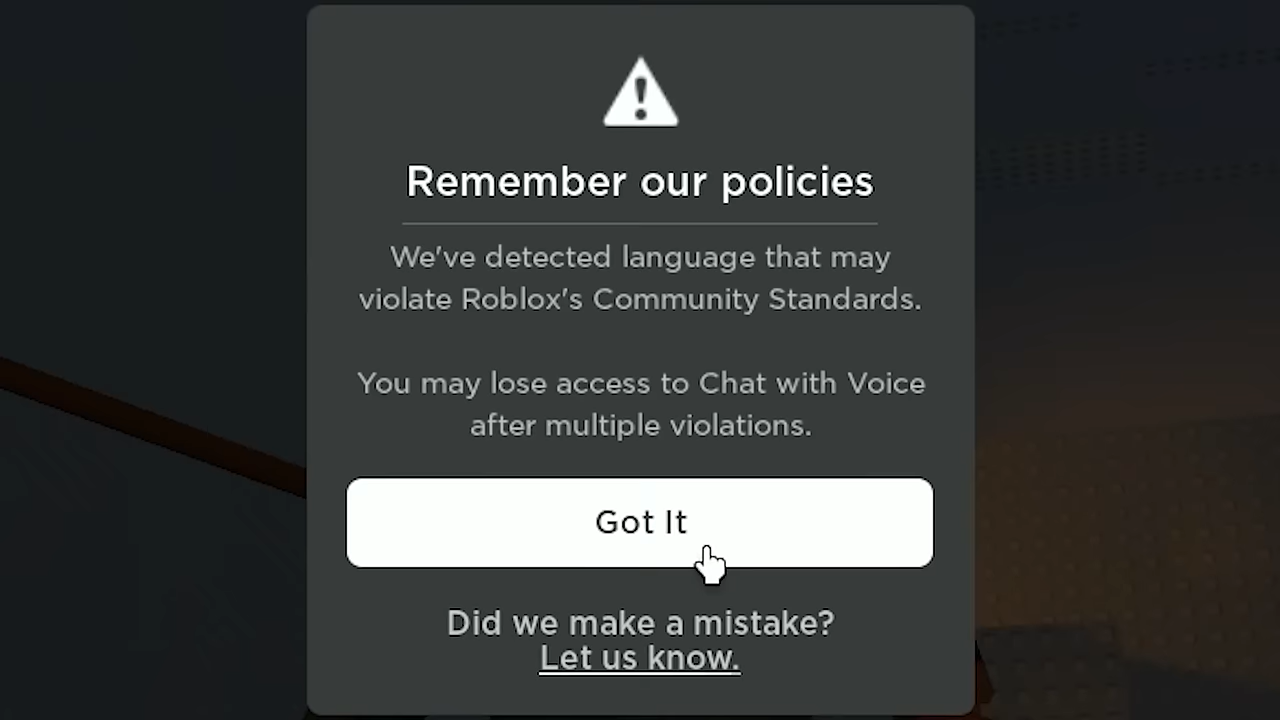 Remember our policies
We've detected language that may
violate Roblox's Community Standards.
You may lose access to Chat with Voice
after multiple violations.
Got It
Did we make a mistake?
Let us know.